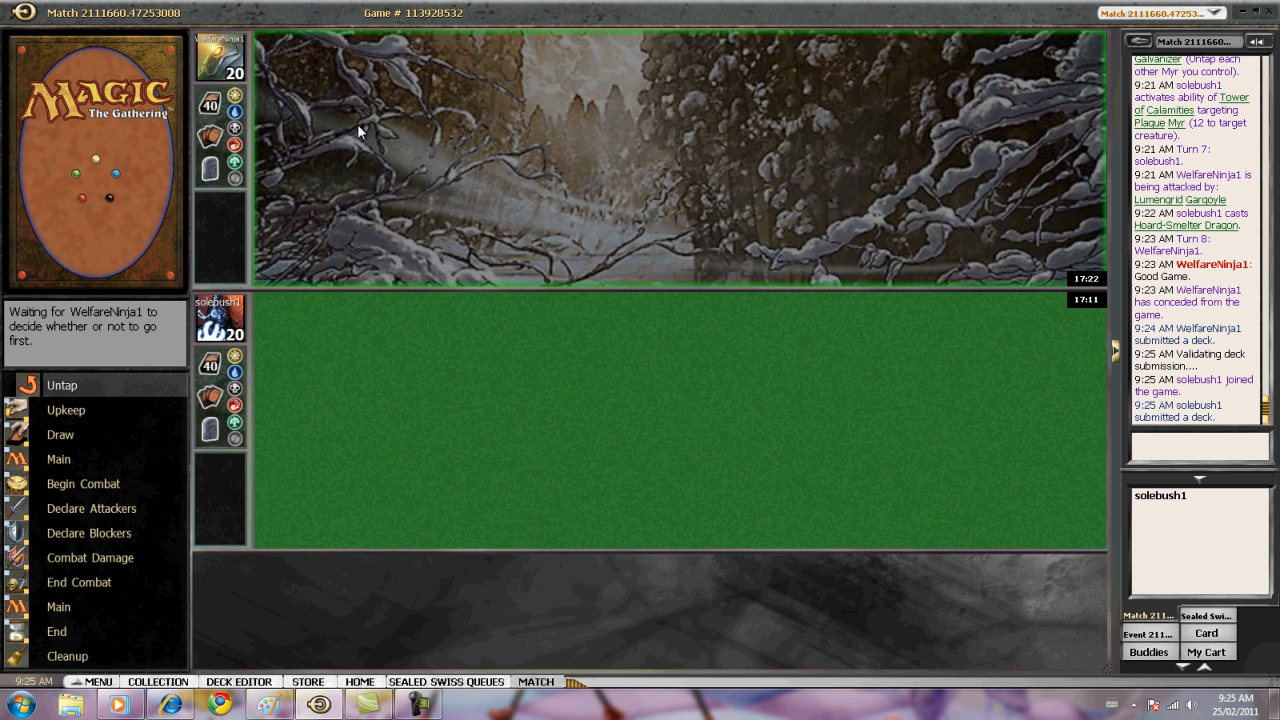 Match 2111660.47253008
Game # 113928532
Match 2111660.47253...
MAGIC
The Gathering
WelfareNinja1
20
40
17:22
solebush1
20
40
17:11
Waiting for WelfareNinja1 to
decide whether or not to go
first.
Untap
Upkeep
Draw
Main
Begin Combat
Declare Attackers
Declare Blockers
Combat Damage
End Combat
Main
End
Cleanup
Match 2111660...
Galvanizer (Untap each
other Myr you control).
9:21 AM solebush1
activates ability of Tower
of Calamities targeting
Plague Myr (12 to target
creature).
9:21 AM Turn 7:
solebush1.
9:21 AM WelfareNinja1 is
being attacked by:
Lumengrid Gargoyle
9:22 AM solebush1 casts
Hoard-Smelter Dragon.
9:23 AM Turn 8:
WelfareNinja1.
9:23 AM WelfareNinja1:
Good Game.
9:23 AM WelfareNinja1
has conceded from the
game.
9:24 AM WelfareNinja1
submitted a deck.
9:25 AM Validating deck
submission....
9:25 AM solebush1 joined
the game.
9:25 AM solebush1
submitted a deck.
solebush1
Match 211...
Sealed Swi...
Event 211...
Card
Buddies
My Cart
9:25 AM
MENU
COLLECTION
DECK EDITOR
STORE
HOME
SEALED SWISS QUEUES
MATCH
9:25 AM
25/02/2011